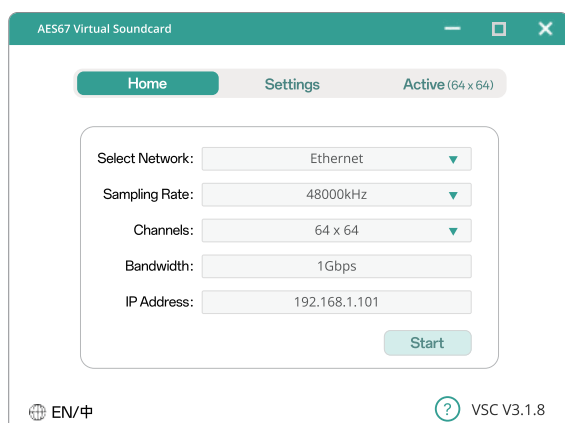 AES67 Virtual Soundcard
Home Settings Active (64 x 64)
Select Network: Ethernet
Sampling Rate: 48000kHz
Channels: 64 x 64
Bandwidth: 1Gbps
IP Address: 192.168.1.101
Start
EN/中 ? VSC V3.1.8